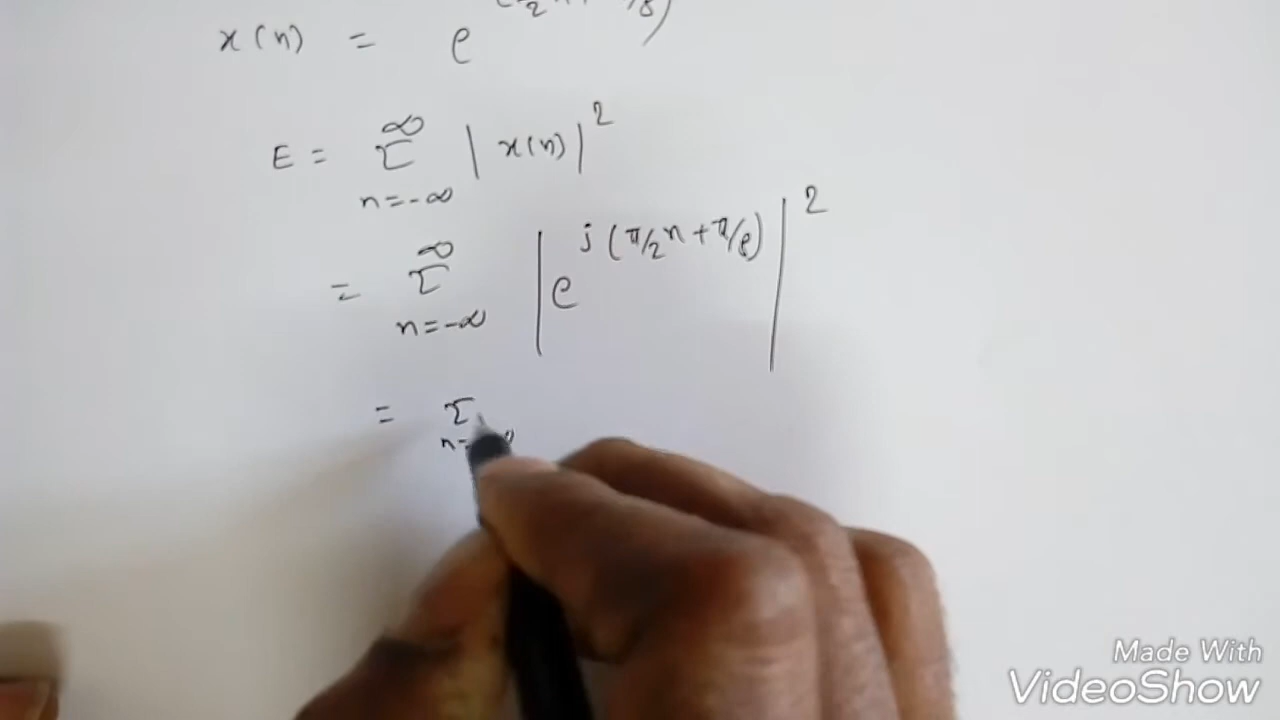 x(n) = e
E = ∑ n=-∞ ∞ | x(n) |²
= ∑ n=-∞ ∞ | e^{j(π/2 n + π/8)} |²
= ∑ n=
Made With
VideoShow